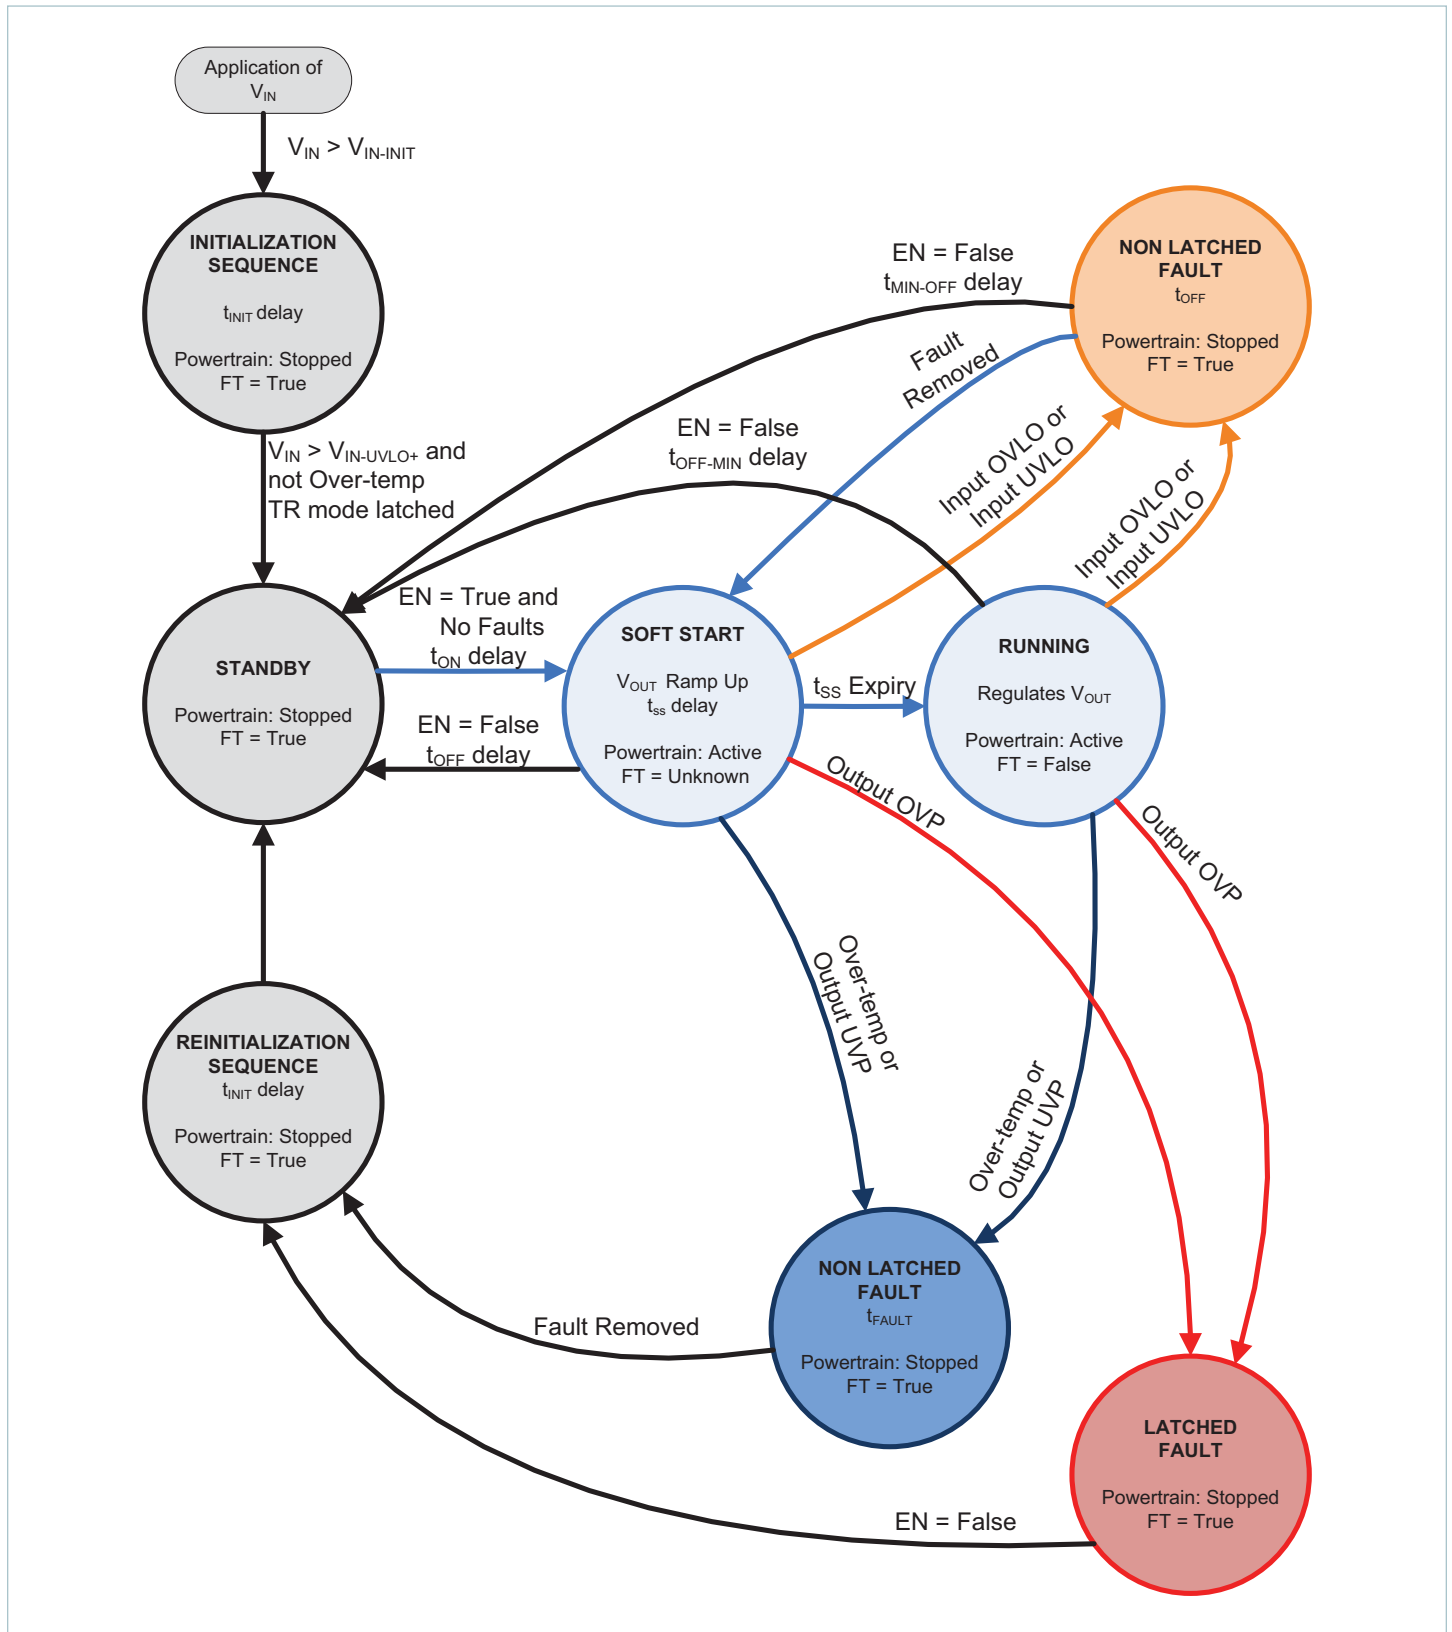 Application of
VIN
VIN > VIN-INIT
INITIALIZATION
SEQUENCE
tINIT delay
Powertrain: Stopped
FT = True
VIN > VIN-UVLO+ and
not Over-temp
TR mode latched
EN = False
tMIN-OFF delay
NON LATCHED
FAULT
tOFF
Powertrain: Stopped
FT = True
Fault
Removed
EN = False
tOFF-MIN delay
Input OVLO or
Input UVLO
Input OVLO or
Input UVLO
STANDBY
Powertrain: Stopped
FT = True
EN = True and
No Faults
tON delay
EN = False
tOFF delay
SOFT START
VOUT Ramp Up
tss delay
Powertrain: Active
FT = Unknown
tSS Expiry
RUNNING
Regulates VOUT
Powertrain: Active
FT = False
Output OVP
Output OVP
Over-temp or
Output UVP
Over-temp or
Output UVP
REINITIALIZATION
SEQUENCE
tINIT delay
Powertrain: Stopped
FT = True
Fault Removed
NON LATCHED
FAULT
tFAULT
Powertrain: Stopped
FT = True
EN = False
LATCHED
FAULT
Powertrain: Stopped
FT = True